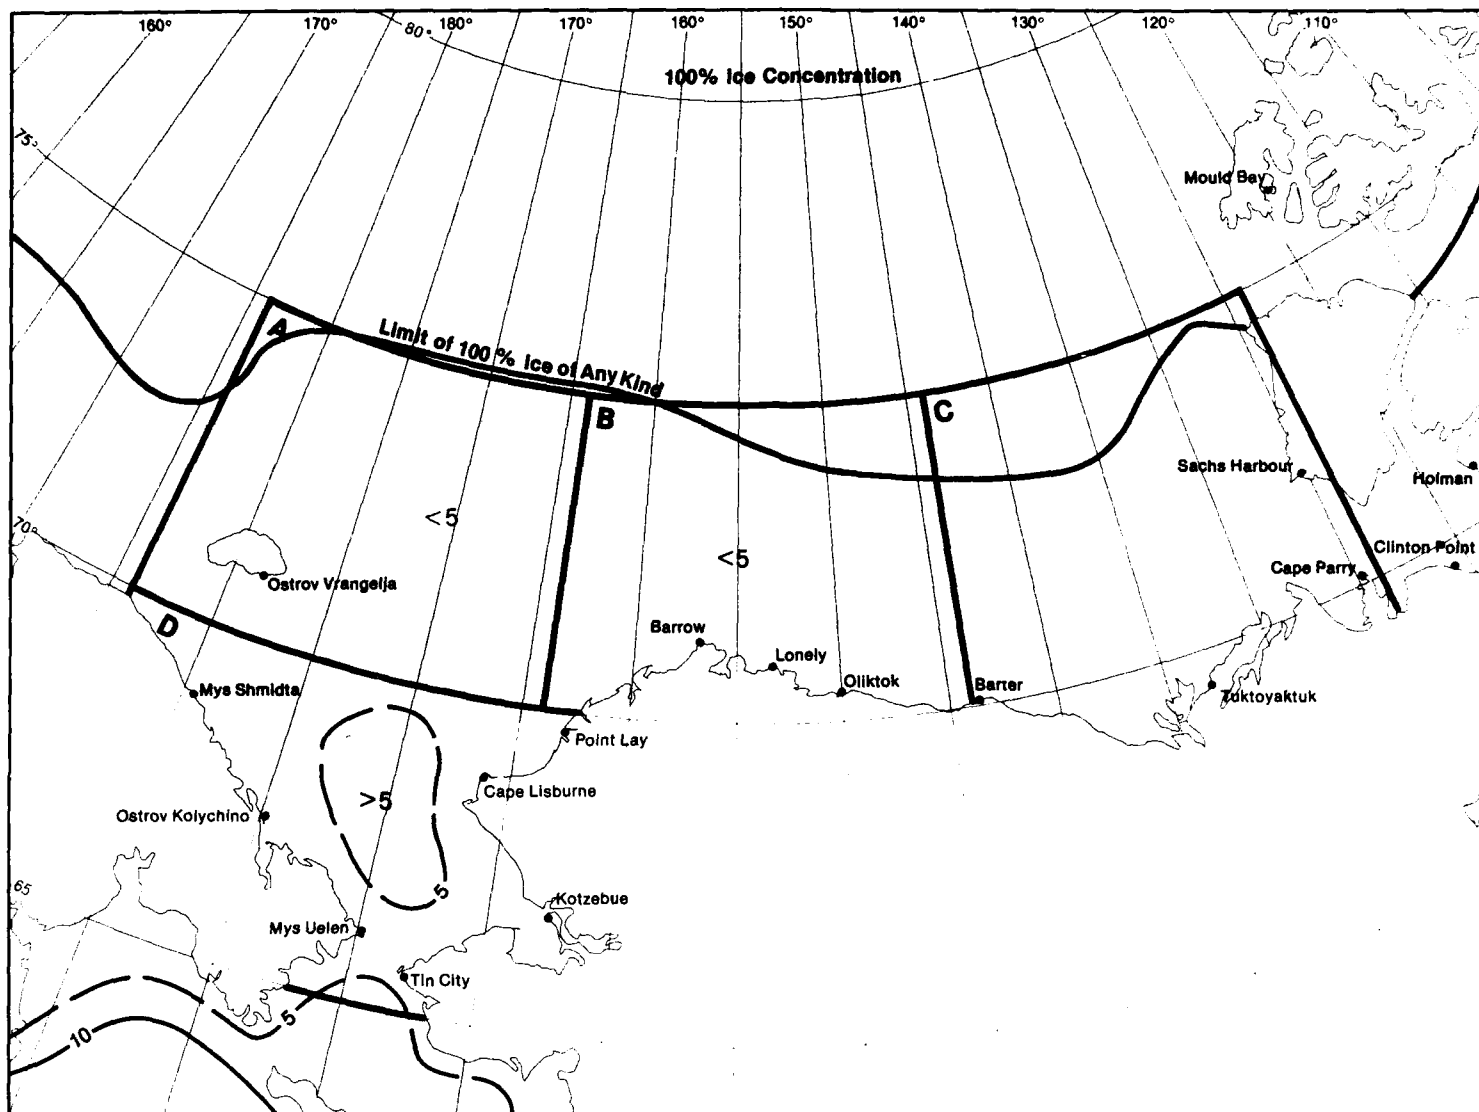 160°
170°
80°
180°
170°
160°
150°
140°
130°
120°
110°
100% Ice Concentration
75°
Mould Bay
A
Limit of 100% Ice of Any Kind
B
C
Sachs Harbour
Holman
<5
70°
<5
Clinton Point
Cape Parry
Ostrov Vrangelja
D
Barrow
Lonely
Oliktok
Barter
Mys Shmidta
Tuktoyaktuk
Point Lay
>5
Cape Lisburne
Ostrov Kolychino
65
5
Kotzebue
Mys Uelen
Tin City
5
10